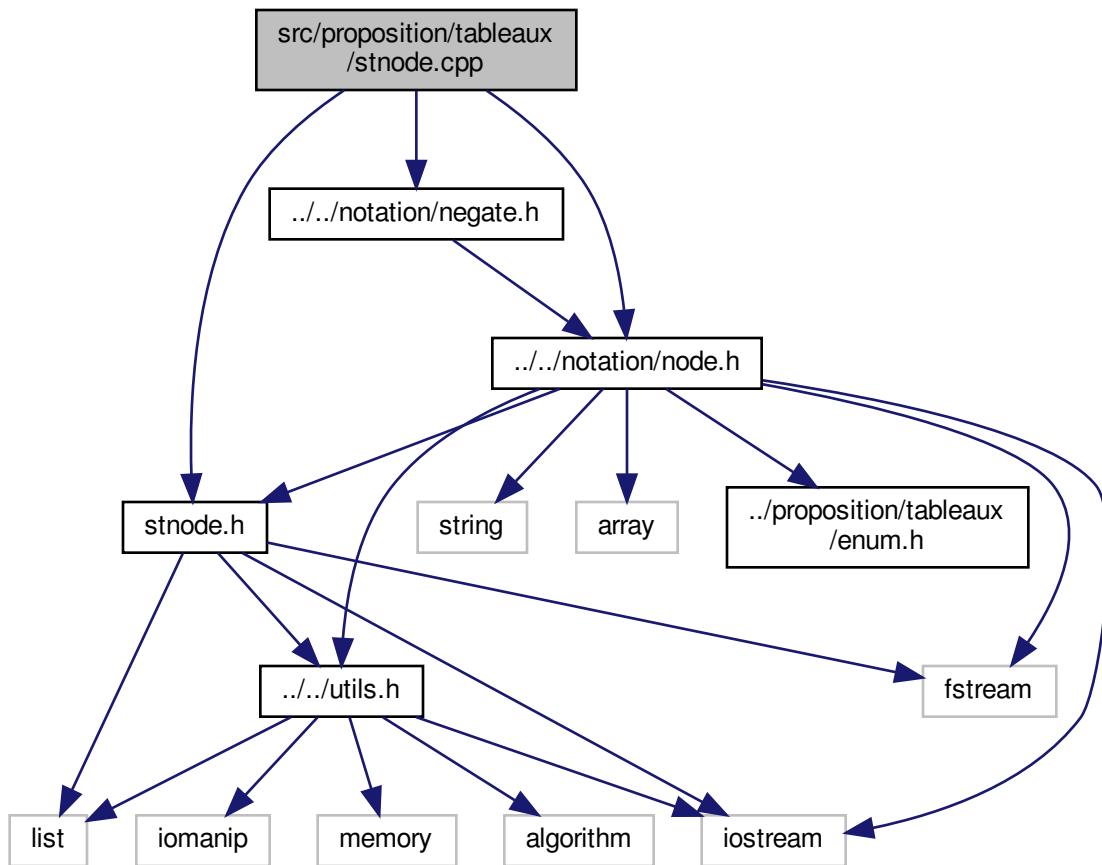 src/proposition/tableaux
/stnode.cpp
../../notation/negate.h
../../notation/node.h
stnode.h
string
array
../proposition/tableaux
/enum.h
../../utils.h
fstream
list
iomanip
memory
algorithm
iostream